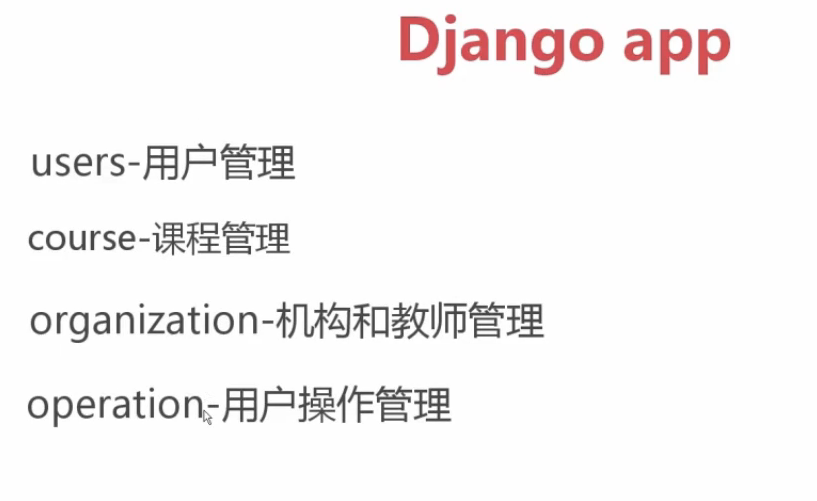 Django app
users-用户管理
course-课程管理
organization-机构和教师管理
operation-用户操作管理